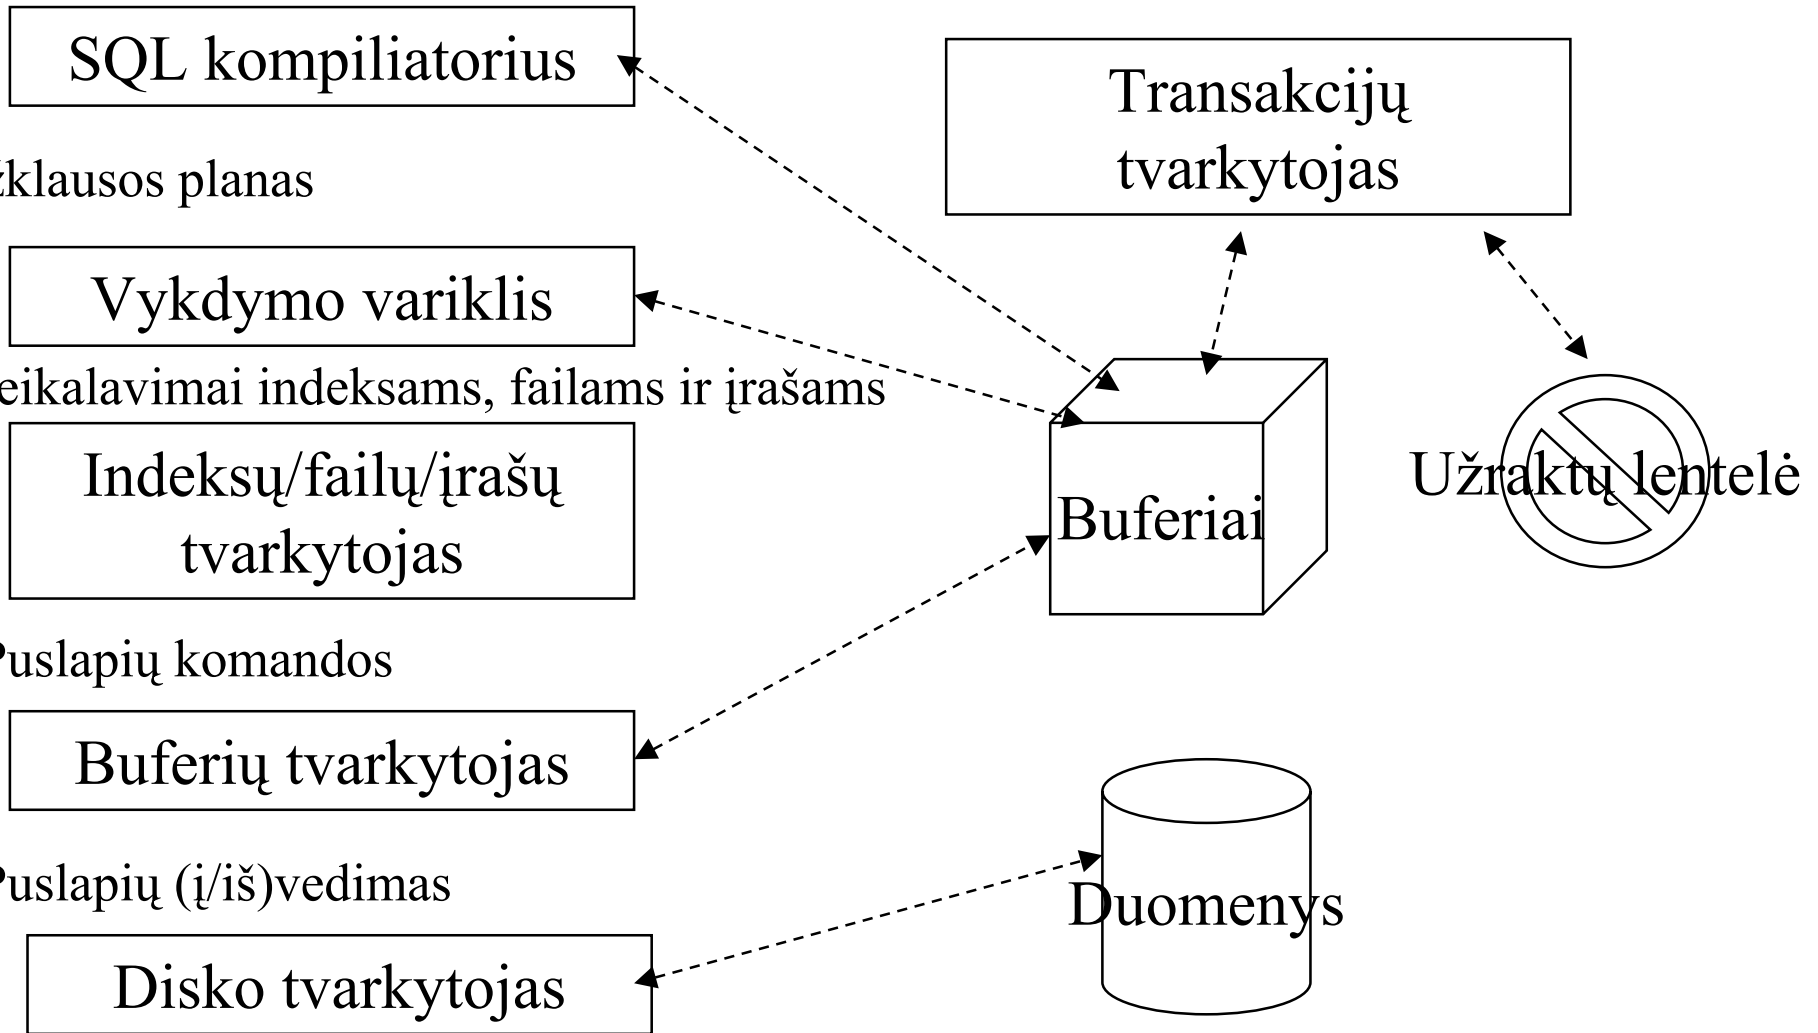 SQL kompiliatorius
Transakcijų
tvarkytojas
žklausos planas
Vykdymo variklis
eikalavimai indeksams, failams ir įrašams
Indeksų/failų/įrašų
tvarkytojas
Buferiai
Užraktų lentelė
Puslapių komandos
Buferių tvarkytojas
Puslapių (į/iš)vedimas
Duomenys
Disko tvarkytojas